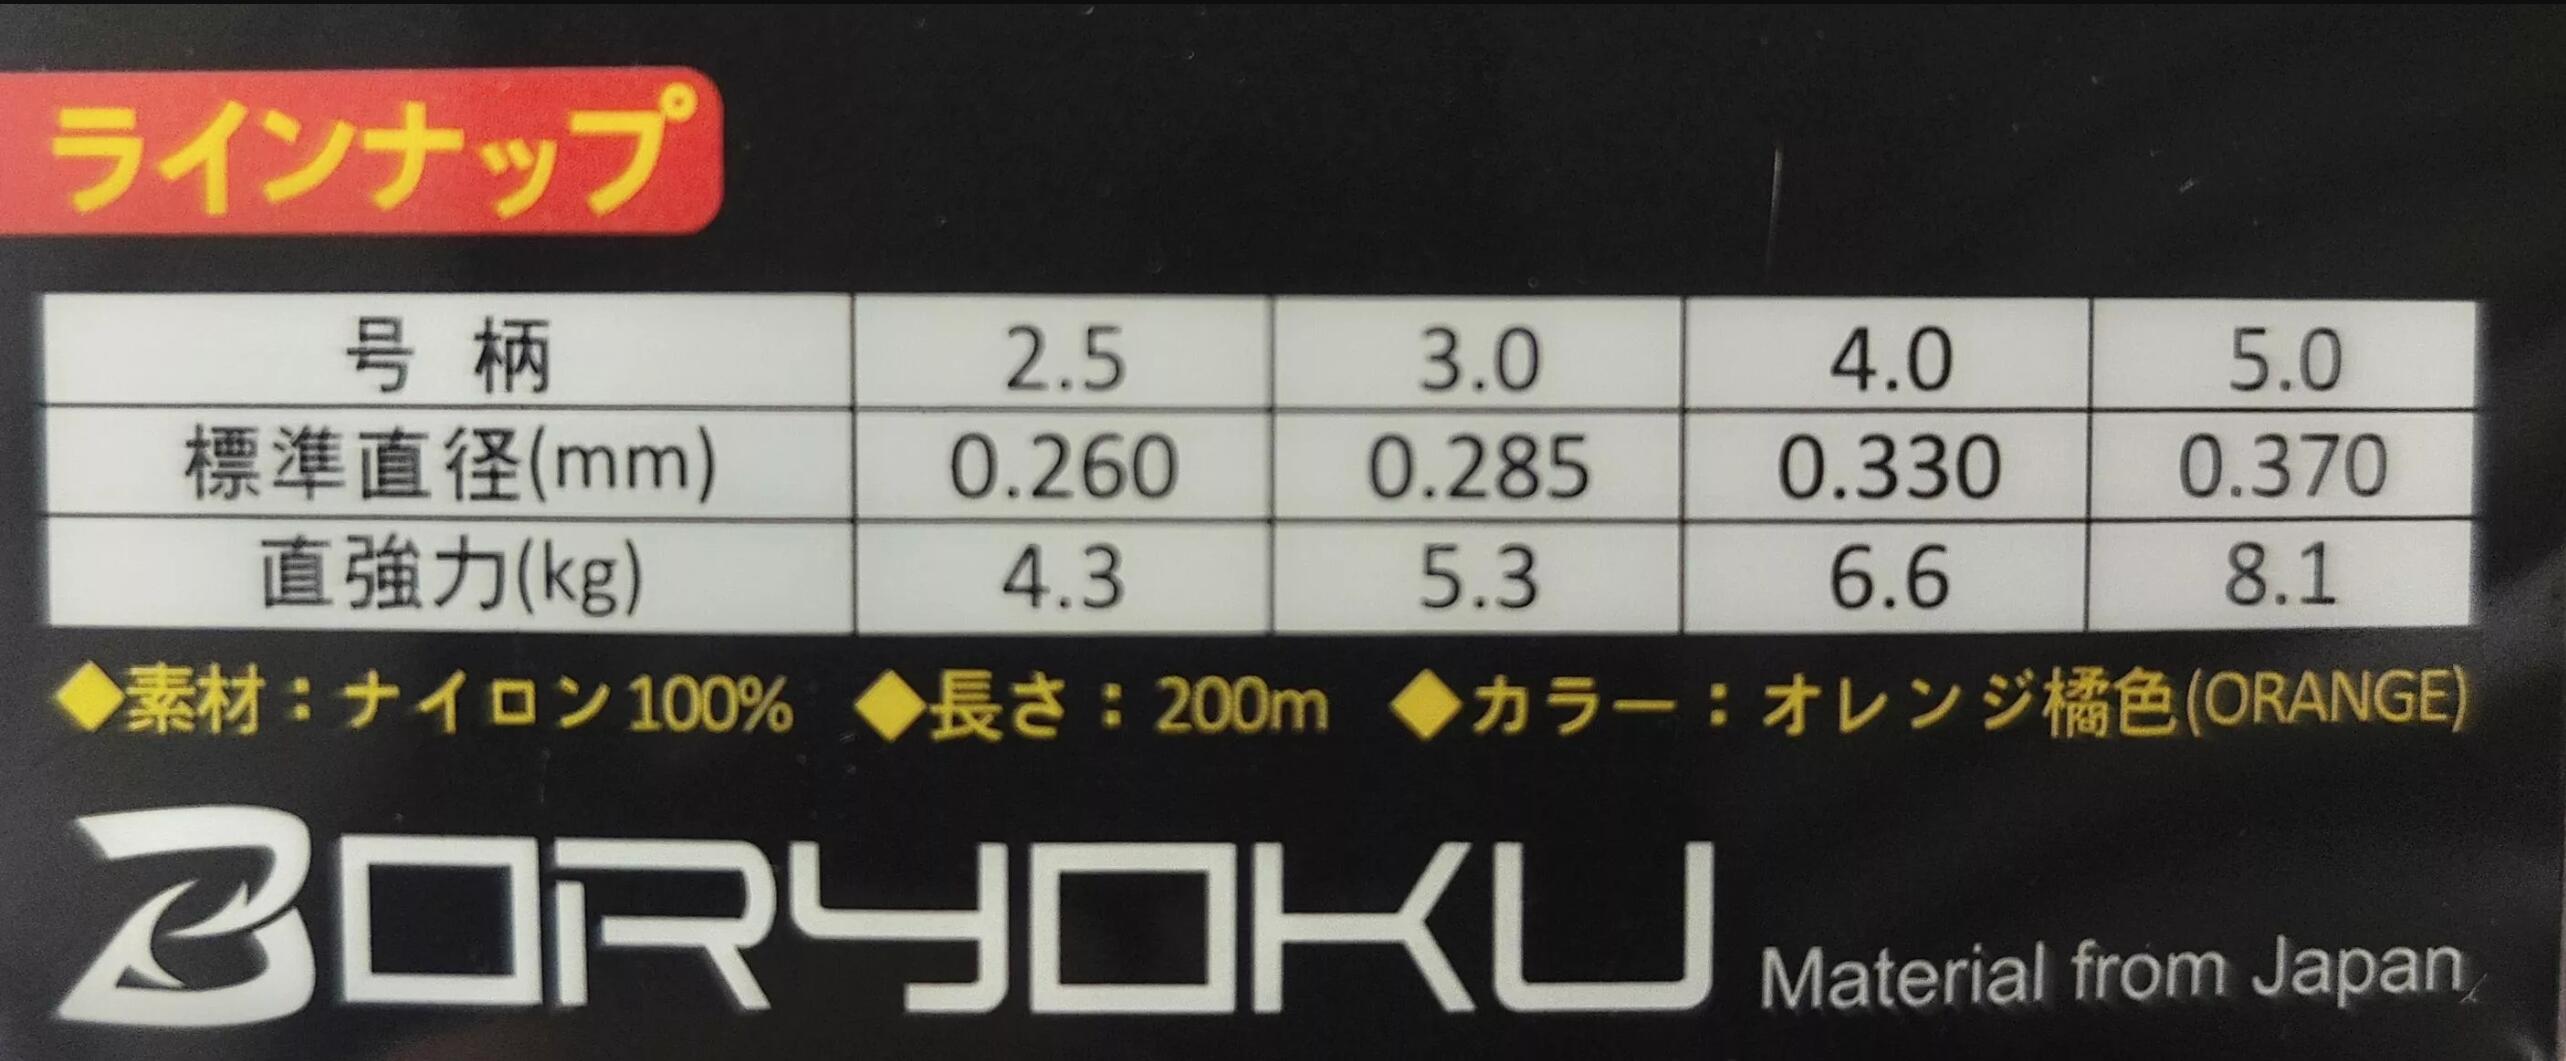 ラインナップ
号 柄 2.5 3.0 4.0 5.0
標準直径(mm) 0.260 0.285 0.330 0.370
直強力(kg) 4.3 5.3 6.6 8.1
◆素材：ナイロン100% ◆長さ：200m ◆カラー：オレンジ橘色(ORANGE)
BORYOKU Material from Japan